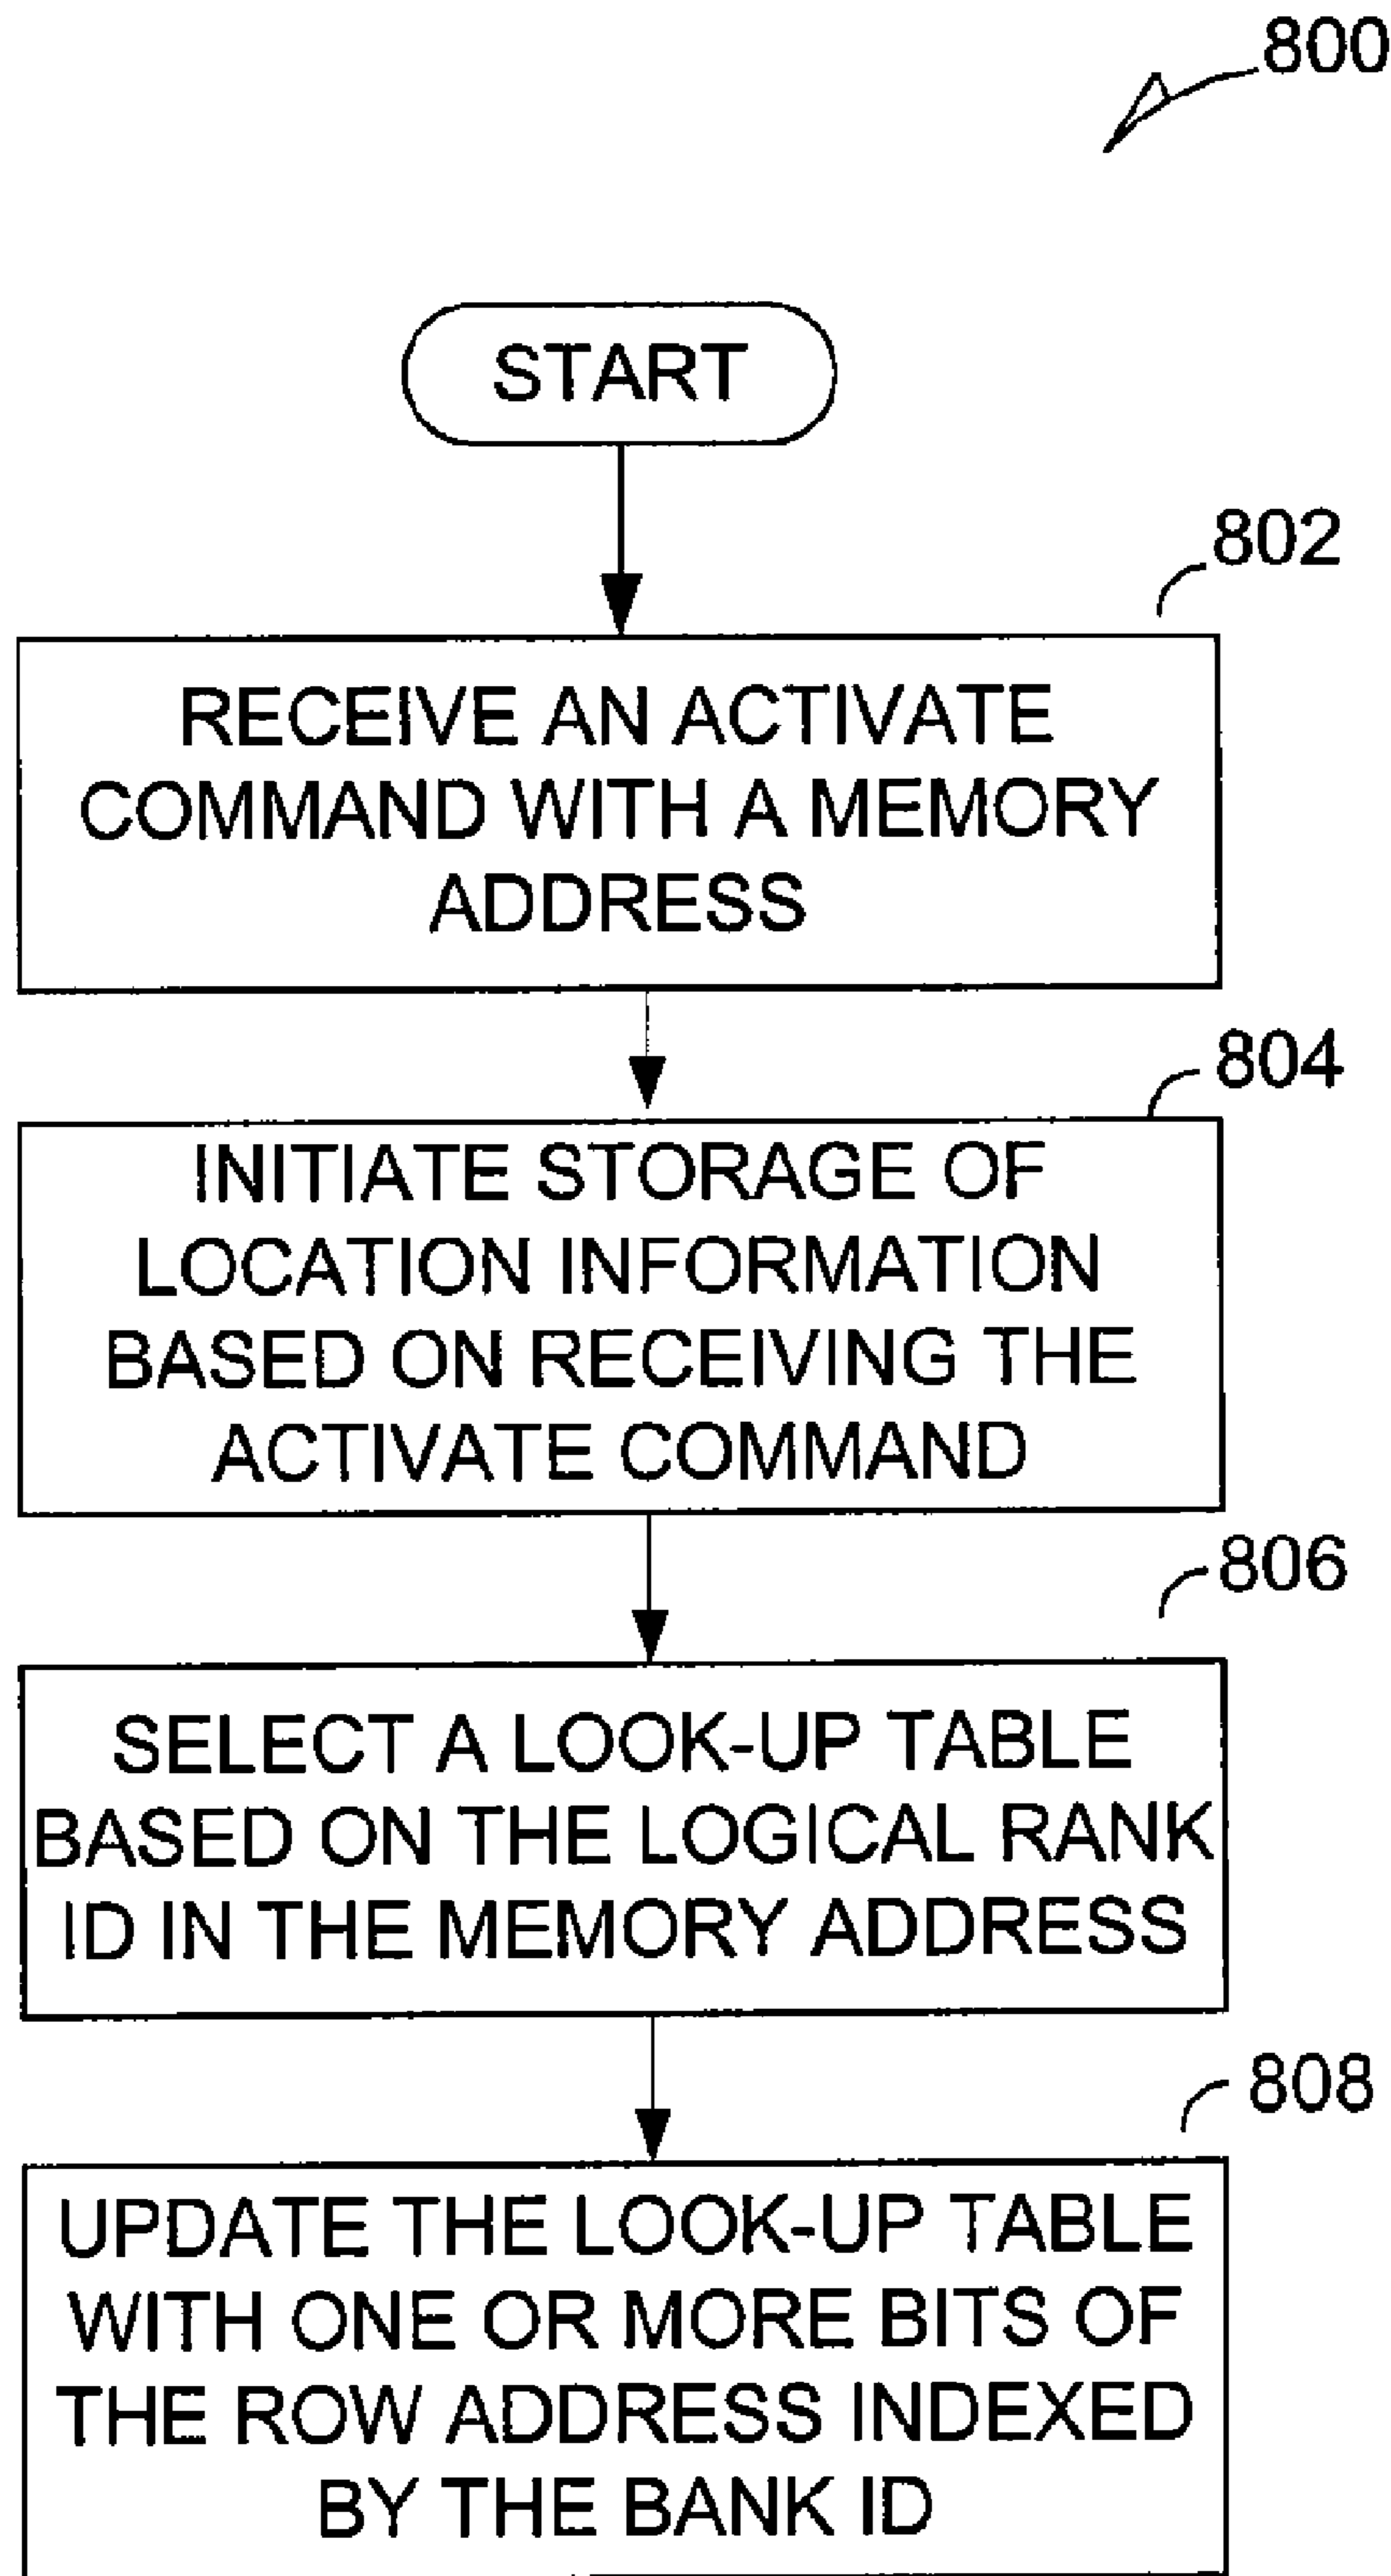 800
START
802
RECEIVE AN ACTIVATE
COMMAND WITH A MEMORY
ADDRESS
804
INITIATE STORAGE OF
LOCATION INFORMATION
BASED ON RECEIVING THE
ACTIVATE COMMAND
806
SELECT A LOOK-UP TABLE
BASED ON THE LOGICAL RANK
ID IN THE MEMORY ADDRESS
808
UPDATE THE LOOK-UP TABLE
WITH ONE OR MORE BITS OF
THE ROW ADDRESS INDEXED
BY THE BANK ID